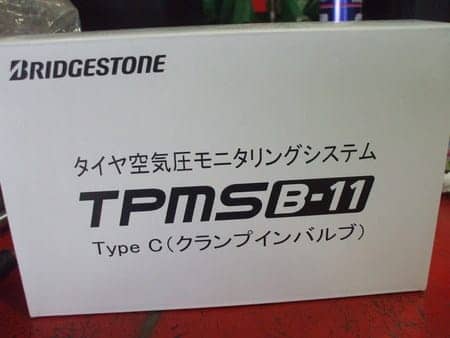 BRIDGESTONE
タイヤ空気圧モニタリングシステム
TPMS B-11
Type C(クランプインバルブ)